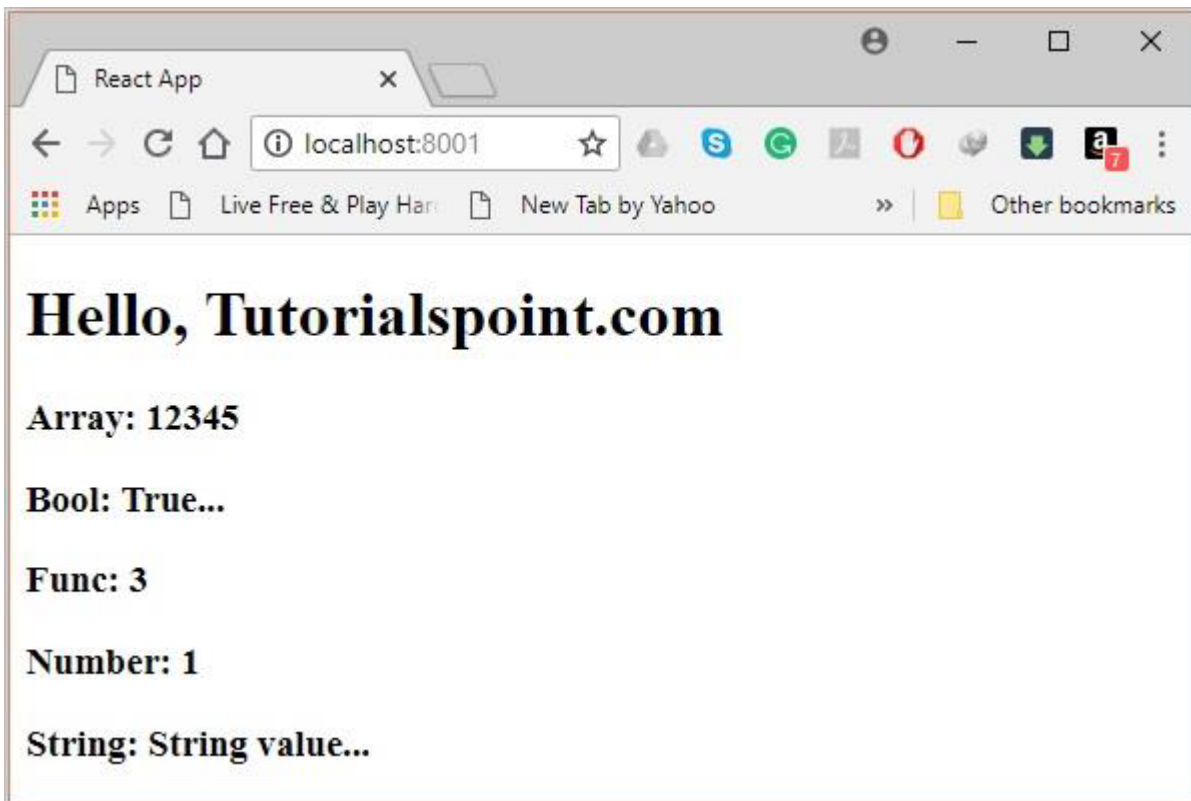 React App
localhost:8001
7
Apps Live Free & Play Har New Tab by Yahoo » Other bookmarks
Hello, Tutorialspoint.com
Array: 12345
Bool: True...
Func: 3
Number: 1
String: String value...